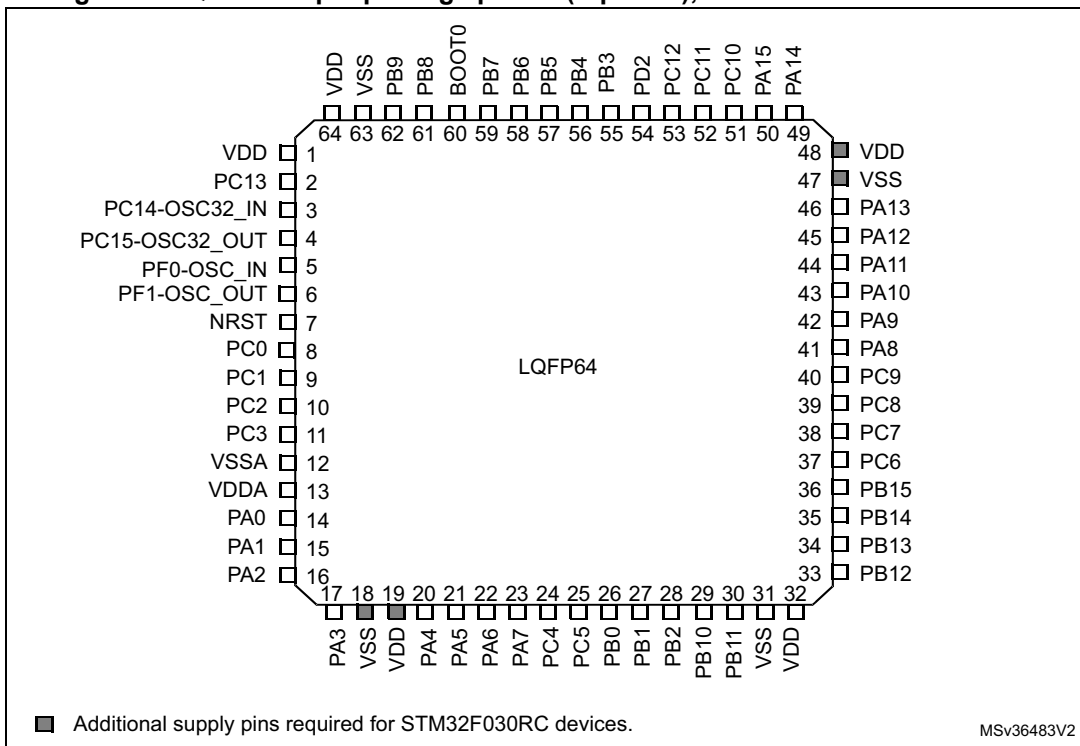 VDD
VSS
PB9
PB8
BOOT0
PB7
PB6
PB5
PB4
PB3
PD2
PC12
PC11
PC10
PA15
PA14
64 63 62 61 60 59 58 57 56 55 54 53 52 51 50 49
VDD 1
PC13 2
PC14-OSC32_IN 3
PC15-OSC32_OUT 4
PF0-OSC_IN 5
PF1-OSC_OUT 6
NRST 7
PC0 8
PC1 9
PC2 10
PC3 11
VSSA 12
VDDA 13
PA0 14
PA1 15
PA2 16
LQFP64
48 VDD
47 VSS
46 PA13
45 PA12
44 PA11
43 PA10
42 PA9
41 PA8
40 PC9
39 PC8
38 PC7
37 PC6
36 PB15
35 PB14
34 PB13
33 PB12
17 18 19 20 21 22 23 24 25 26 27 28 29 30 31 32
PA3
VSS
VDD
PA4
PA5
PA6
PA7
PC4
PC5
PB0
PB1
PB2
PB10
PB11
VSS
VDD
Additional supply pins required for STM32F030RC devices.
MSv36483V2